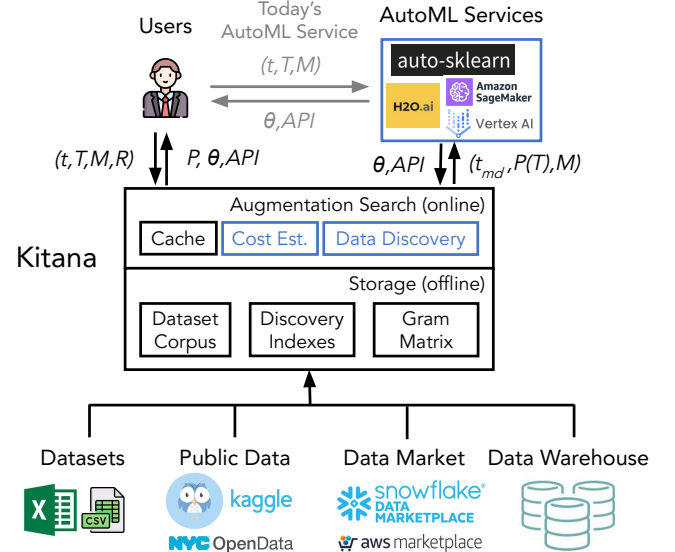 Today's
AutoML Service
Users
AutoML Services
(t,T,M)
θ,API
auto-sklearn
H2O.ai
Amazon
SageMaker
Vertex AI
(t,T,M,R)
P, θ,API
θ,API
(t_md,P(T),M)
Kitana
Augmentation Search (online)
Cache
Cost Est.
Data Discovery
Storage (offline)
Dataset
Corpus
Discovery
Indexes
Gram
Matrix
Datasets
Public Data
Data Market
Data Warehouse
X
CSV
kaggle
NYC OpenData
snowflake®
DATA
MARKETPLACE
aws marketplace